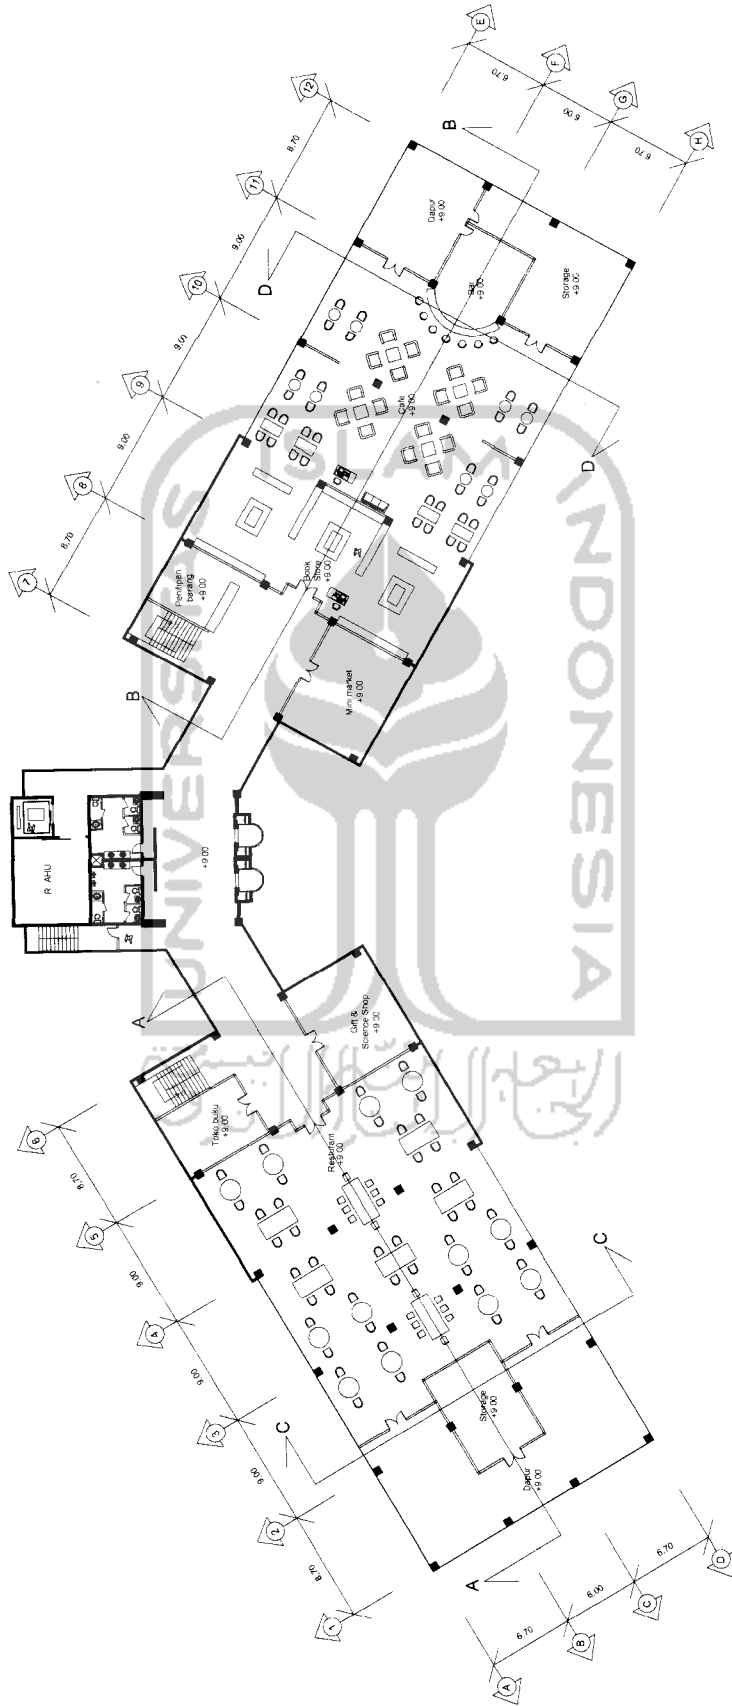 E
6.70
F
6.00
G
6.70
H
12
8.70
11
9.00
10
9.00
9
9.00
8
8.70
7
B
D
Dapur
+9.00
Bar
+9.00
Storage
+9.00
Cafe
+9.00
D
Penitipan
barang
+9.00
Book
Store
+9.00
Mini market
+9.00
B
R. AHU
+9.00
A
Gift &
Science Shop
+9.00
Toko buku
+9.00
Restorant
+9.00
6
8.70
5
9.00
4
9.00
3
9.00
2
8.70
1
C
C
Storage
+9.00
Dapur
+9.00
A
A
6.70
B
6.00
C
6.70
D
UNIVERSITAS
ISLAM
INDONESIA